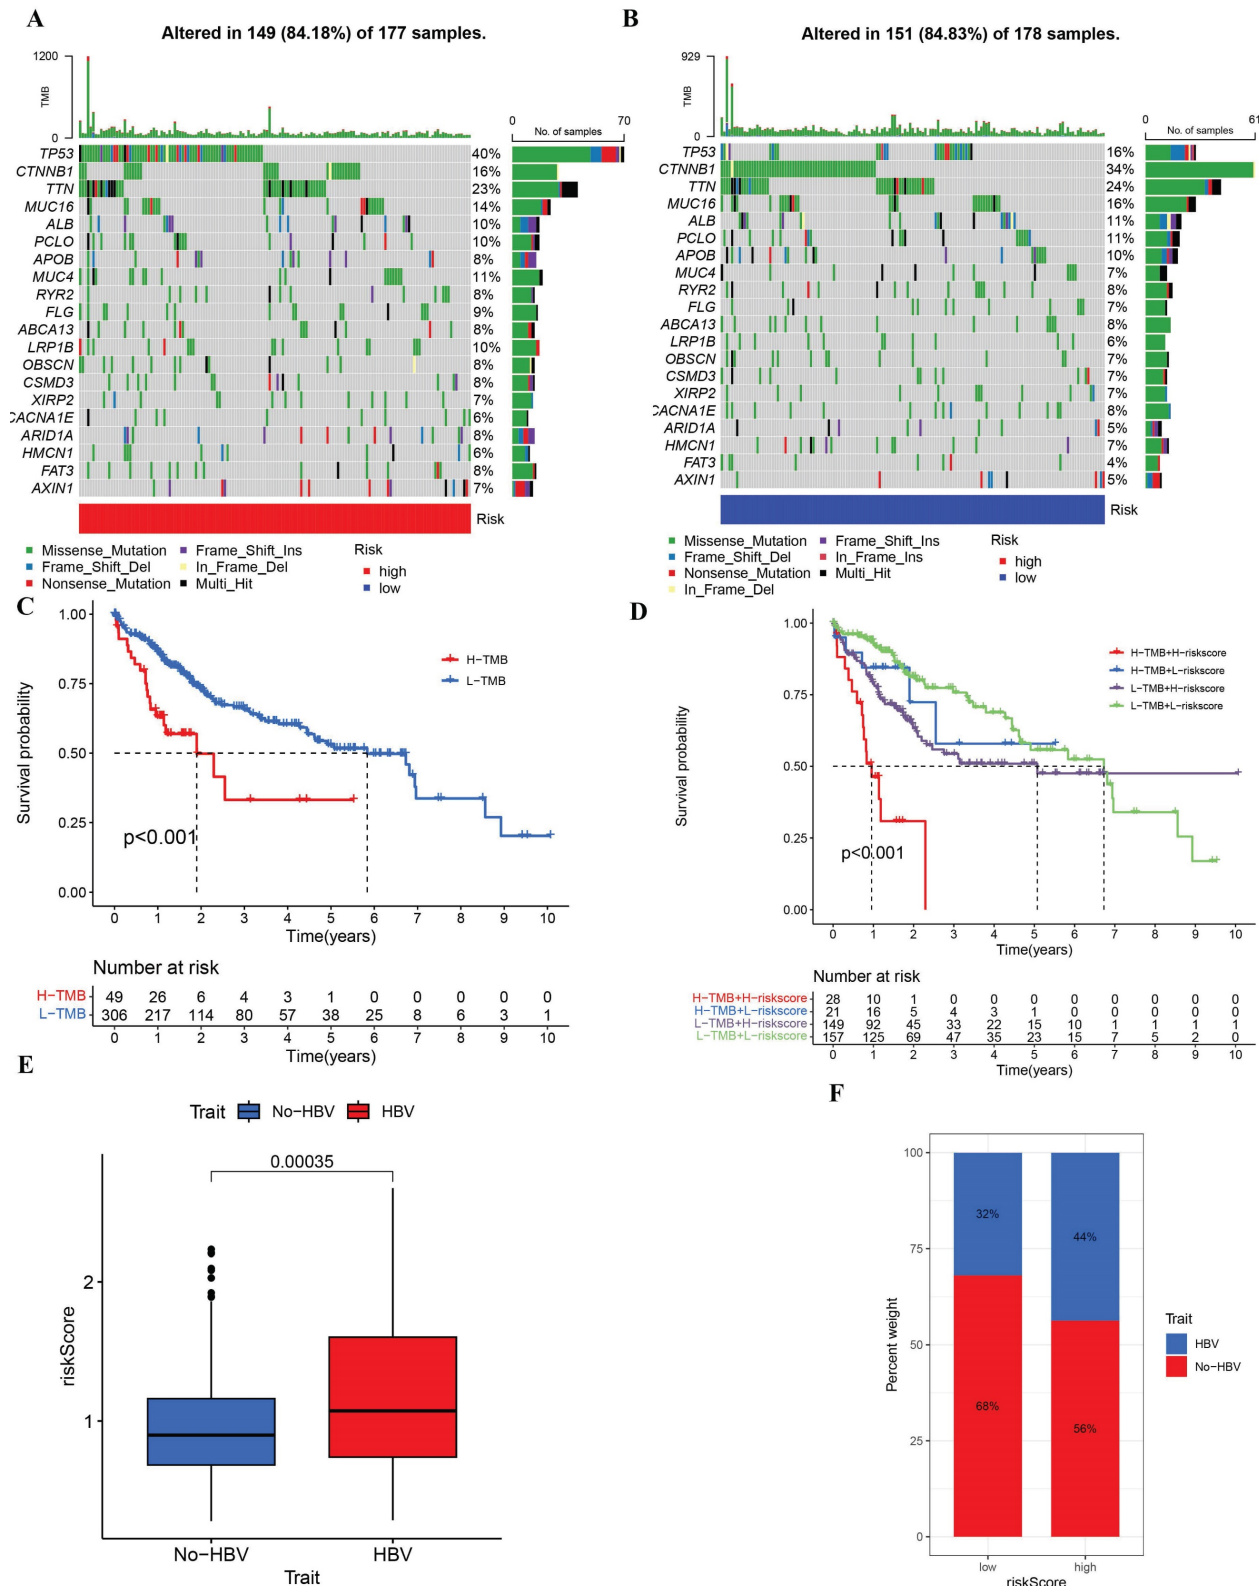 A
Altered in 149 (84.18%) of 177 samples.
1200
TMB
0
0 70
No. of samples
TP53 40%
CTNNB1 16%
TTN 23%
MUC16 14%
ALB 10%
PCLO 10%
APOB 8%
MUC4 11%
RYR2 8%
FLG 9%
ABCA13 8%
LRP1B 10%
OBSCN 8%
CSMD3 8%
XIRP2 7%
CACNA1E 6%
ARID1A 8%
HMCN1 6%
FAT3 8%
AXIN1 7%
Risk
Missense_Mutation Frame_Shift_Ins Risk
Frame_Shift_Del In_Frame_Del high
Nonsense_Mutation Multi_Hit low
B
Altered in 151 (84.83%) of 178 samples.
929
TMB
0
0 61
No. of samples
TP53 16%
CTNNB1 34%
TTN 24%
MUC16 16%
ALB 11%
PCLO 11%
APOB 10%
MUC4 7%
RYR2 8%
FLG 7%
ABCA13 8%
LRP1B 6%
OBSCN 7%
CSMD3 7%
XIRP2 7%
CACNA1E 8%
ARID1A 5%
HMCN1 7%
FAT3 4%
AXIN1 5%
Risk
Missense_Mutation Frame_Shift_Ins Risk
Frame_Shift_Del In_Frame_Ins high
Nonsense_Mutation Multi_Hit low
In_Frame_Del
C
1.00
0.75
0.50
0.25
0.00
Survival probability
H-TMB
L-TMB
p<0.001
0 1 2 3 4 5 6 7 8 9 10
Time(years)
Number at risk
H-TMB 49 26 6 4 3 1 0 0 0 0 0
L-TMB 306 217 114 80 57 38 25 8 6 3 1
0 1 2 3 4 5 6 7 8 9 10
Time(years)
D
1.00
0.75
0.50
0.25
0.00
Survival probability
H-TMB+H-riskscore
H-TMB+L-riskscore
L-TMB+H-riskscore
L-TMB+L-riskscore
p<0.001
0 1 2 3 4 5 6 7 8 9 10
Time(years)
Number at risk
H-TMB+H-riskscore 28 10 1 0 0 0 0 0 0 0 0
H-TMB+L-riskscore 21 16 5 4 3 1 0 0 0 0 0
L-TMB+H-riskscore 149 92 45 33 22 15 10 1 1 1 1
L-TMB+L-riskscore 157 125 69 47 35 23 15 7 5 2 0
0 1 2 3 4 5 6 7 8 9 10
Time(years)
E
Trait No-HBV HBV
0.00035
2
1
riskScore
No-HBV HBV
Trait
F
100
75
50
25
0
Percent weight
32%
44%
68%
56%
Trait
HBV
No-HBV
low high
riskScore